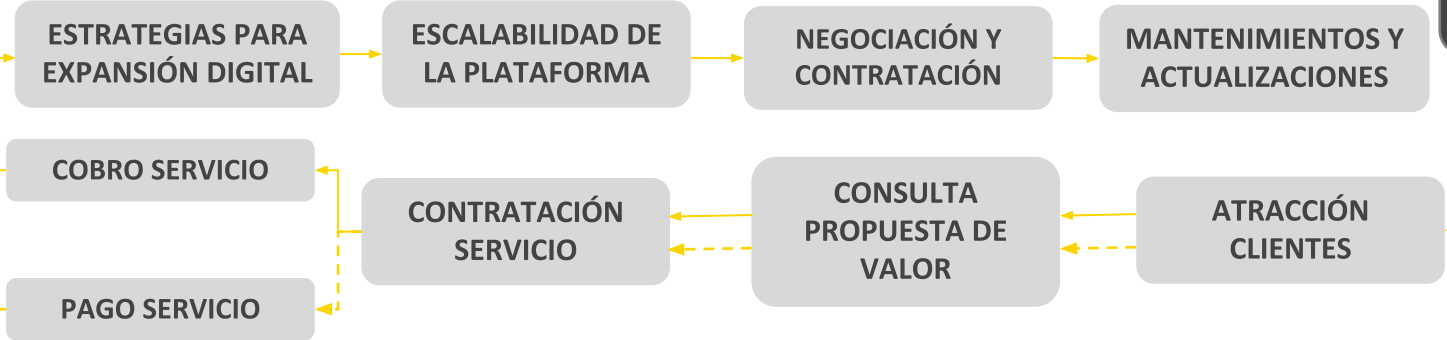 ESTRATEGIAS PARA
EXPANSIÓN DIGITAL
ESCALABILIDAD DE
LA PLATAFORMA
NEGOCIACIÓN Y
CONTRATACIÓN
MANTENIMIENTOS Y
ACTUALIZACIONES
COBRO SERVICIO
CONTRATACIÓN
SERVICIO
CONSULTA
PROPUESTA DE
VALOR
ATRACCIÓN
CLIENTES
PAGO SERVICIO